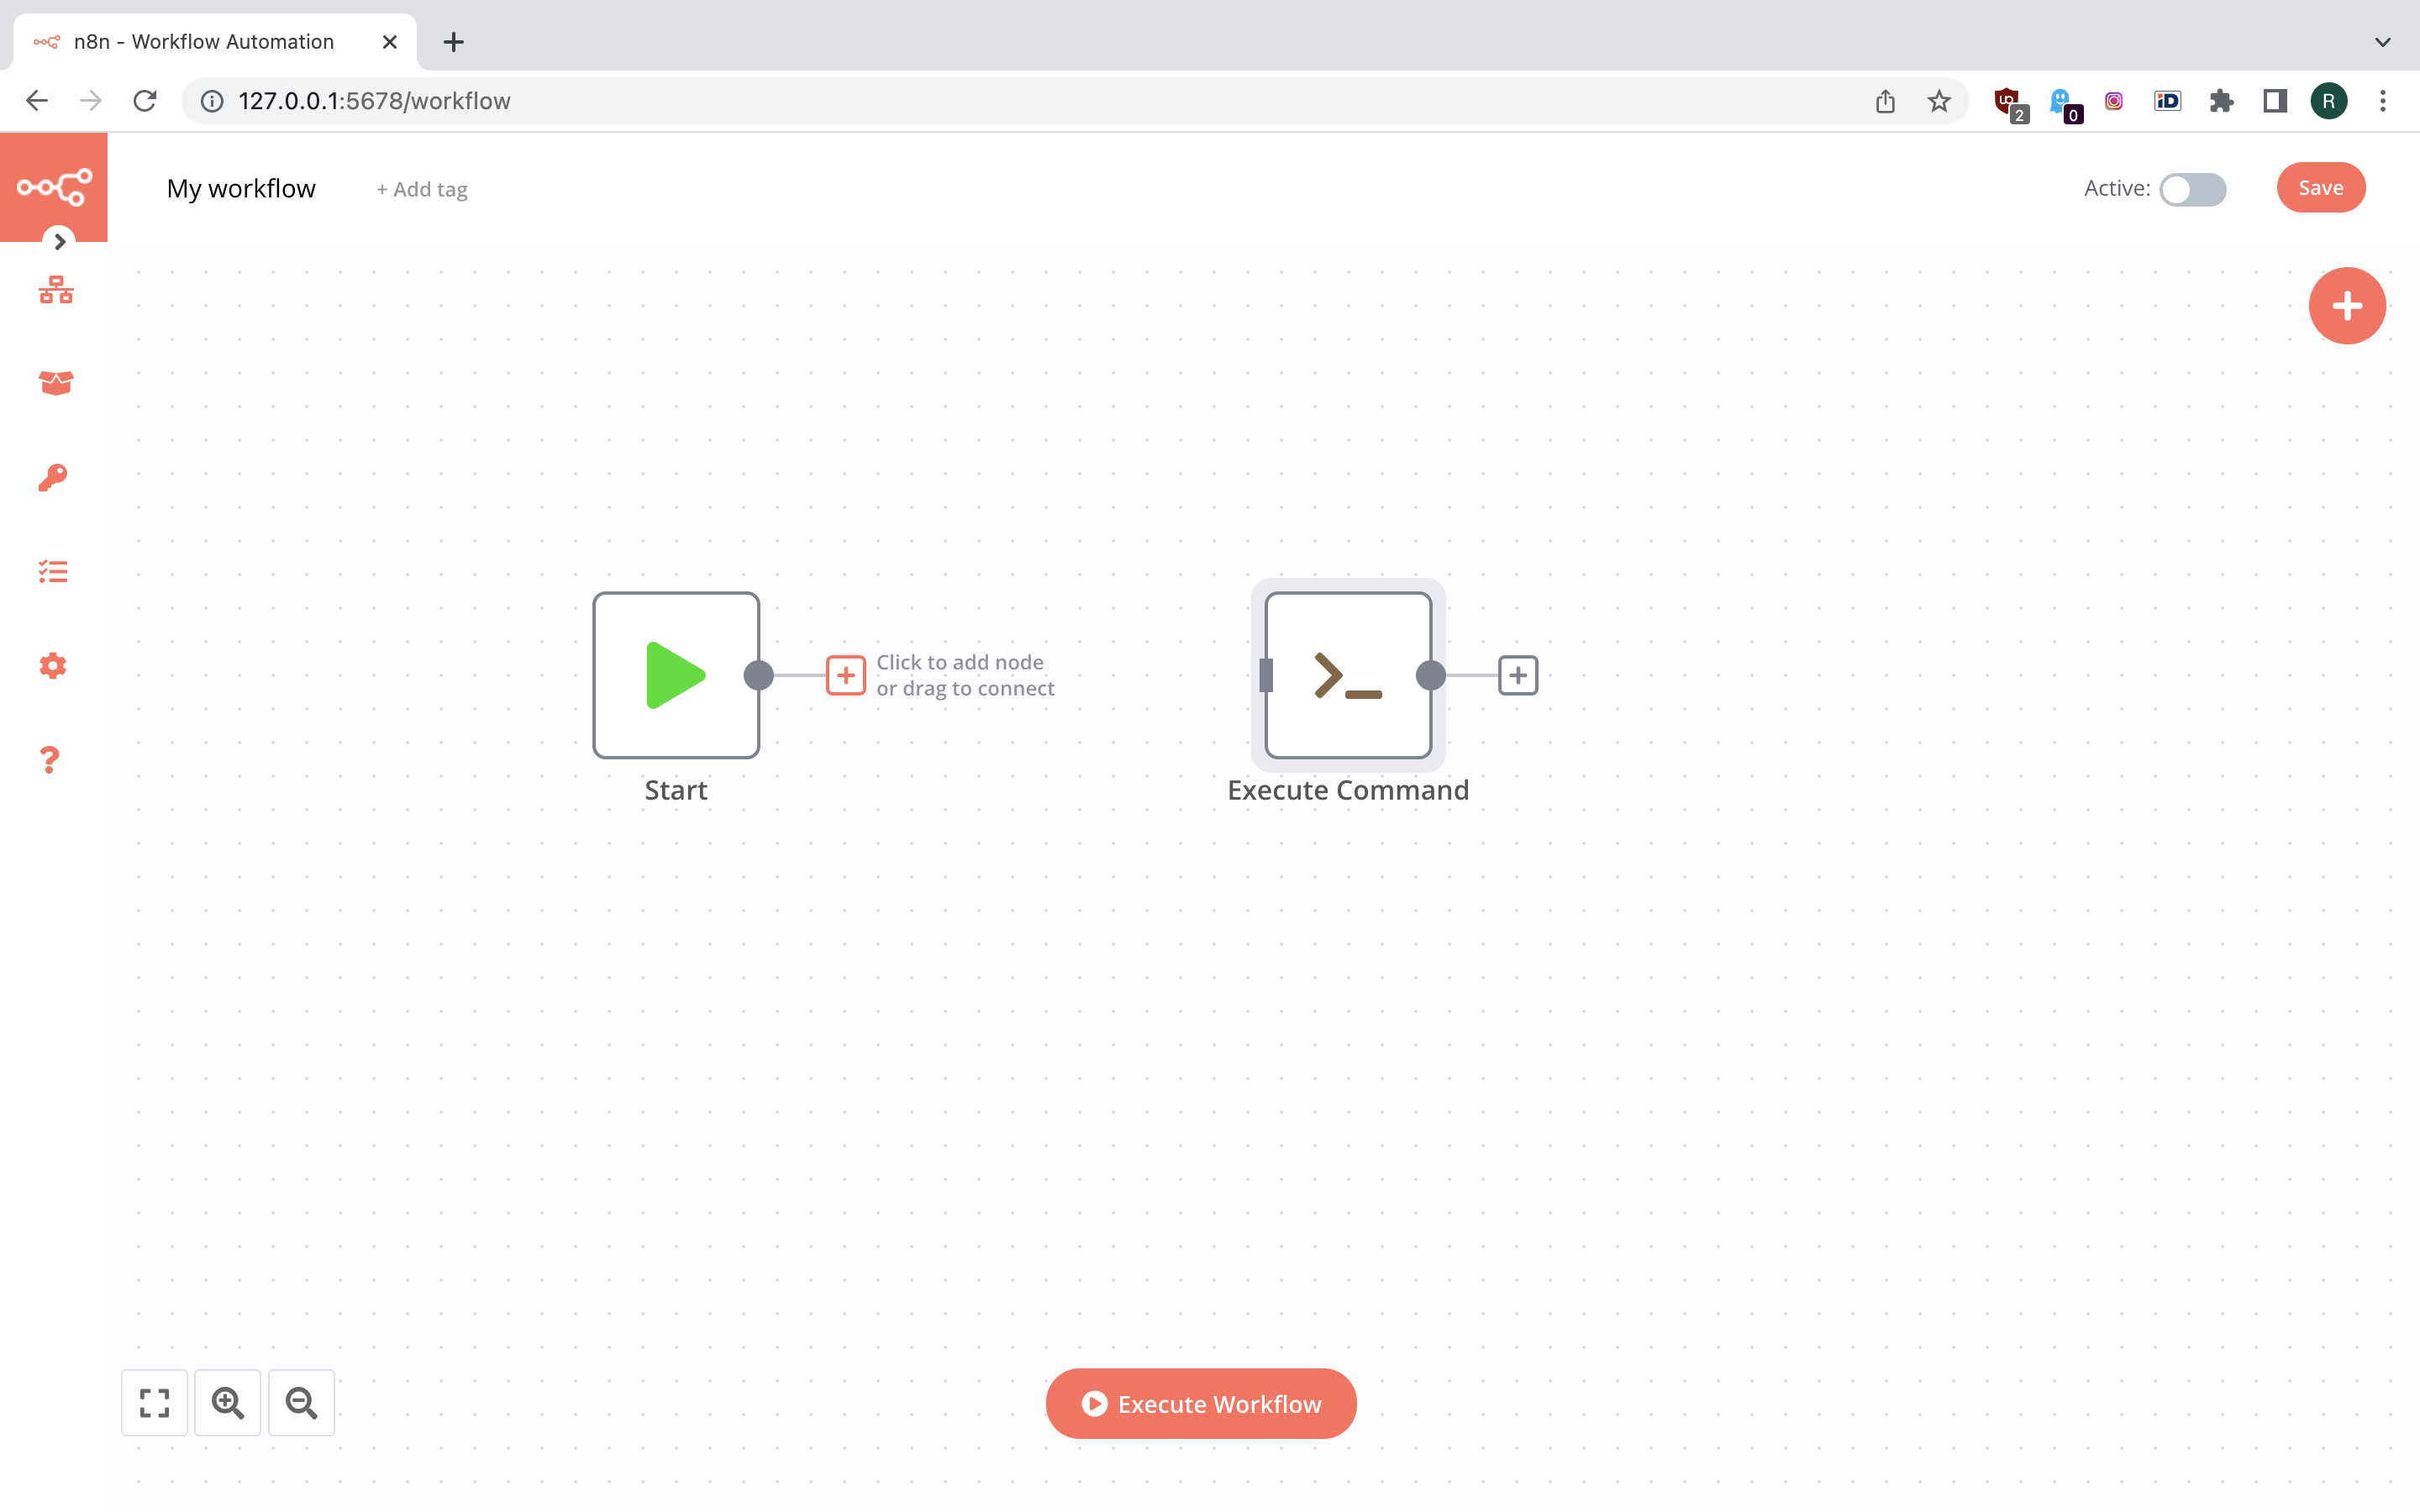 n8n - Workflow Automation
127.0.0.1:5678/workflow
2
0
iD
R
My workflow
+ Add tag
Active:
Save
Click to add node
or drag to connect
Start
Execute Command
Execute Workflow